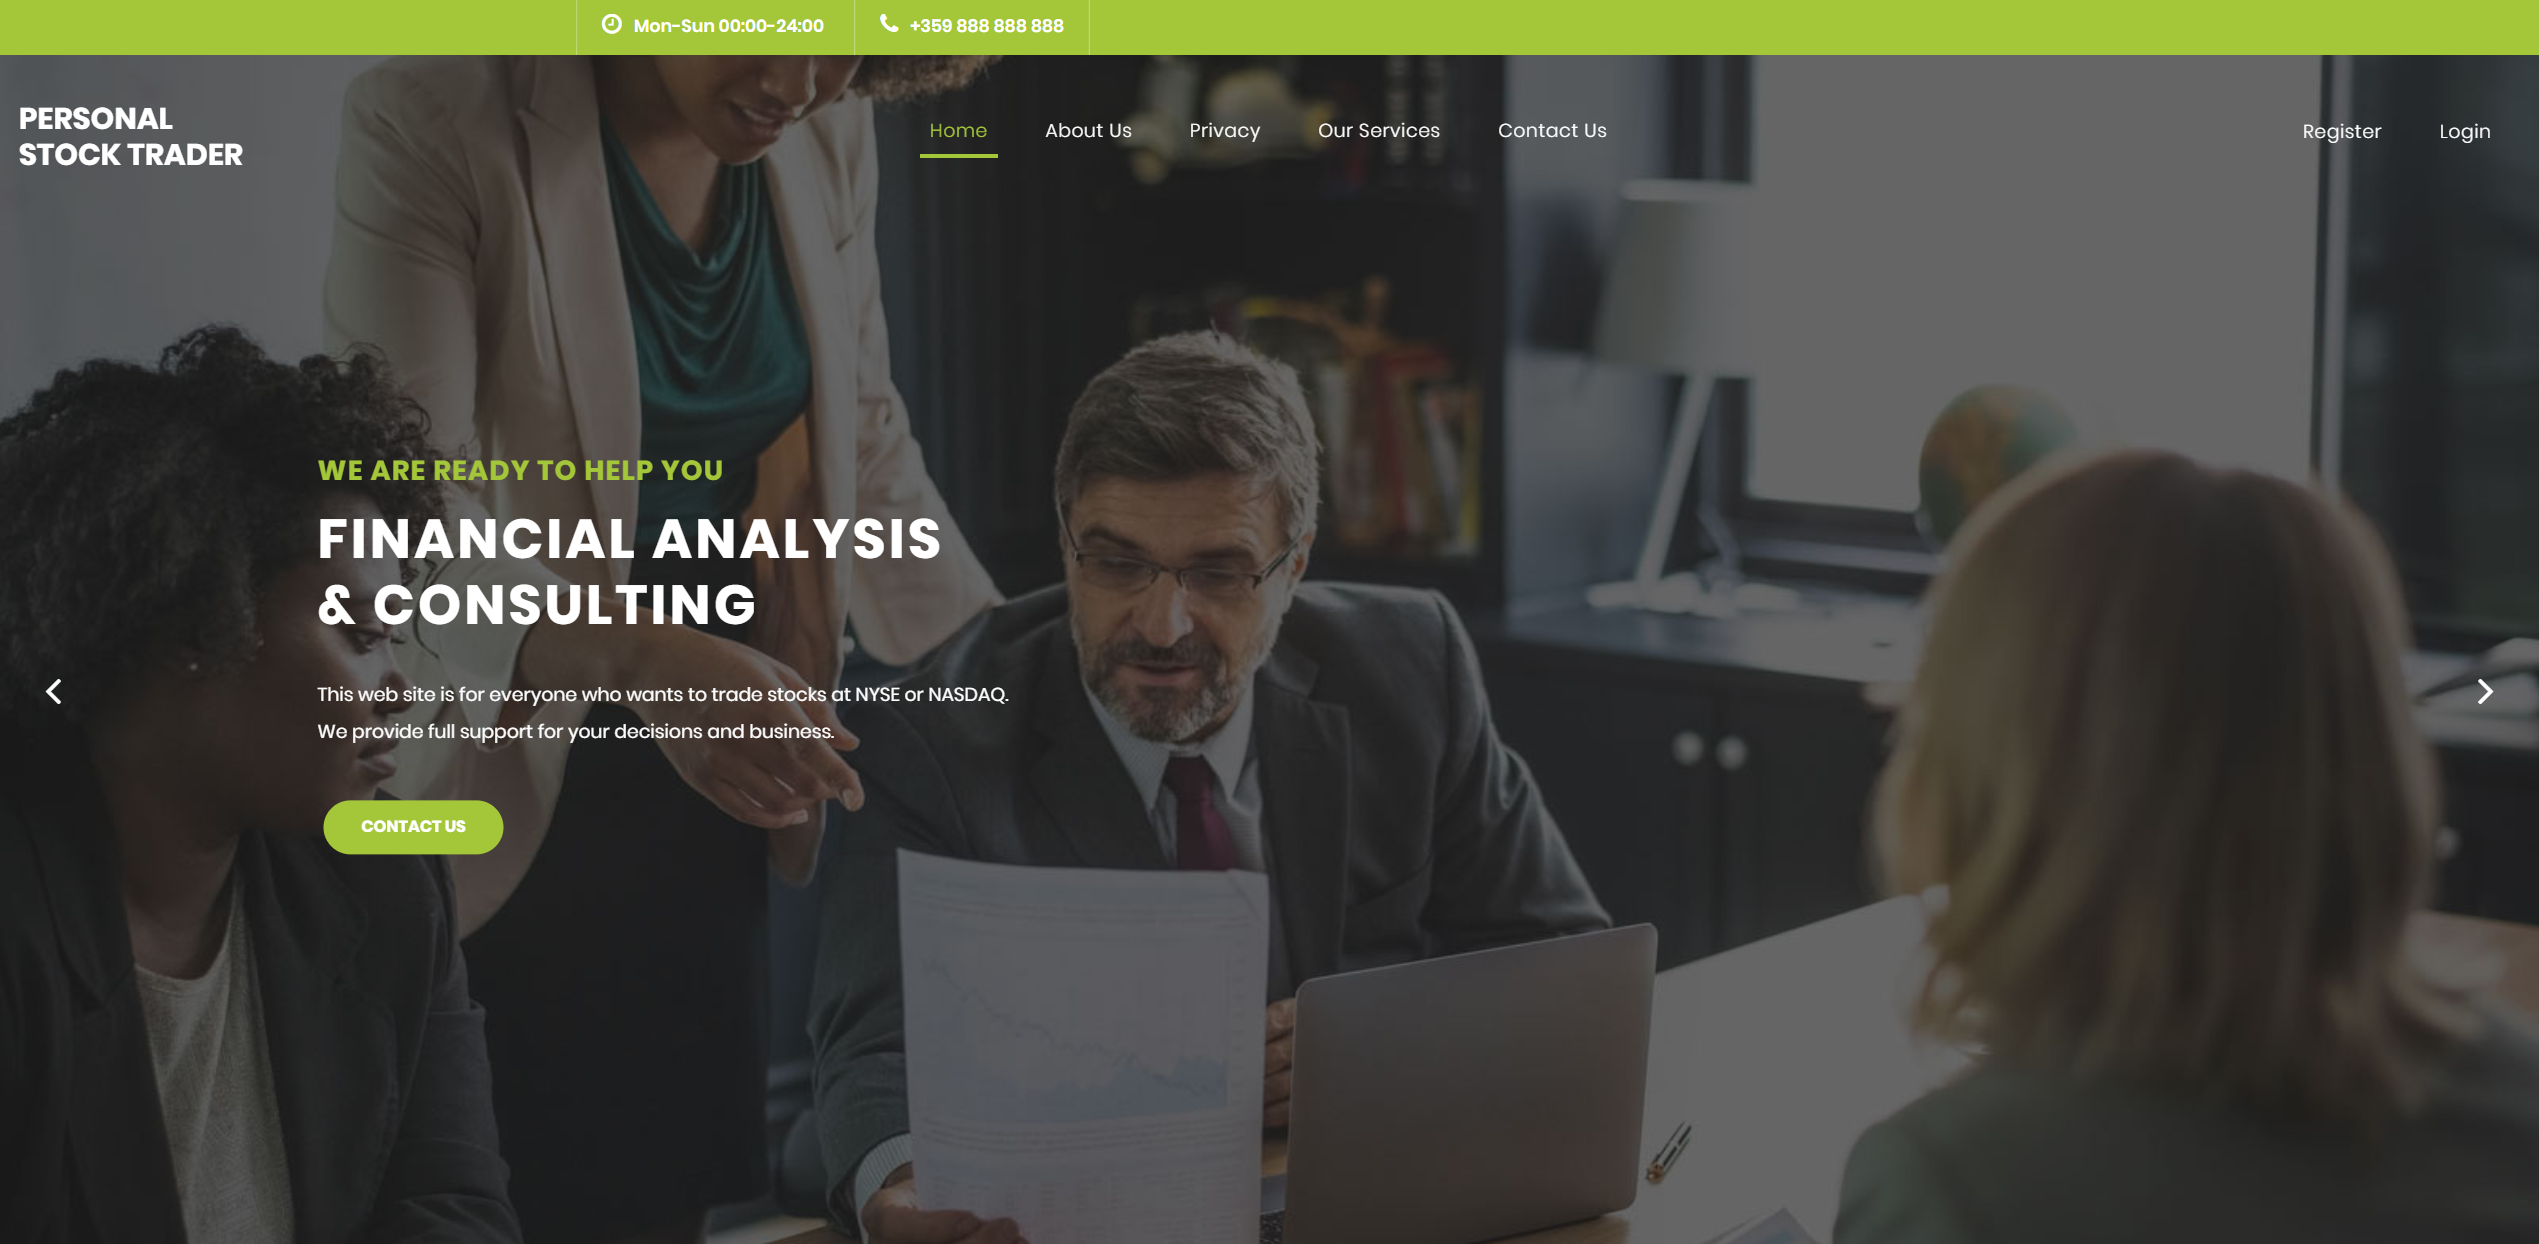 Mon-Sun 00:00-24:00
+359 888 888 888
PERSONAL
STOCK TRADER
Home
About Us
Privacy
Our Services
Contact Us
Register
Login
WE ARE READY TO HELP YOU
FINANCIAL ANALYSIS
& CONSULTING
This web site is for everyone who wants to trade stocks at NYSE or NASDAQ.
We provide full support for your decisions and business.
CONTACT US